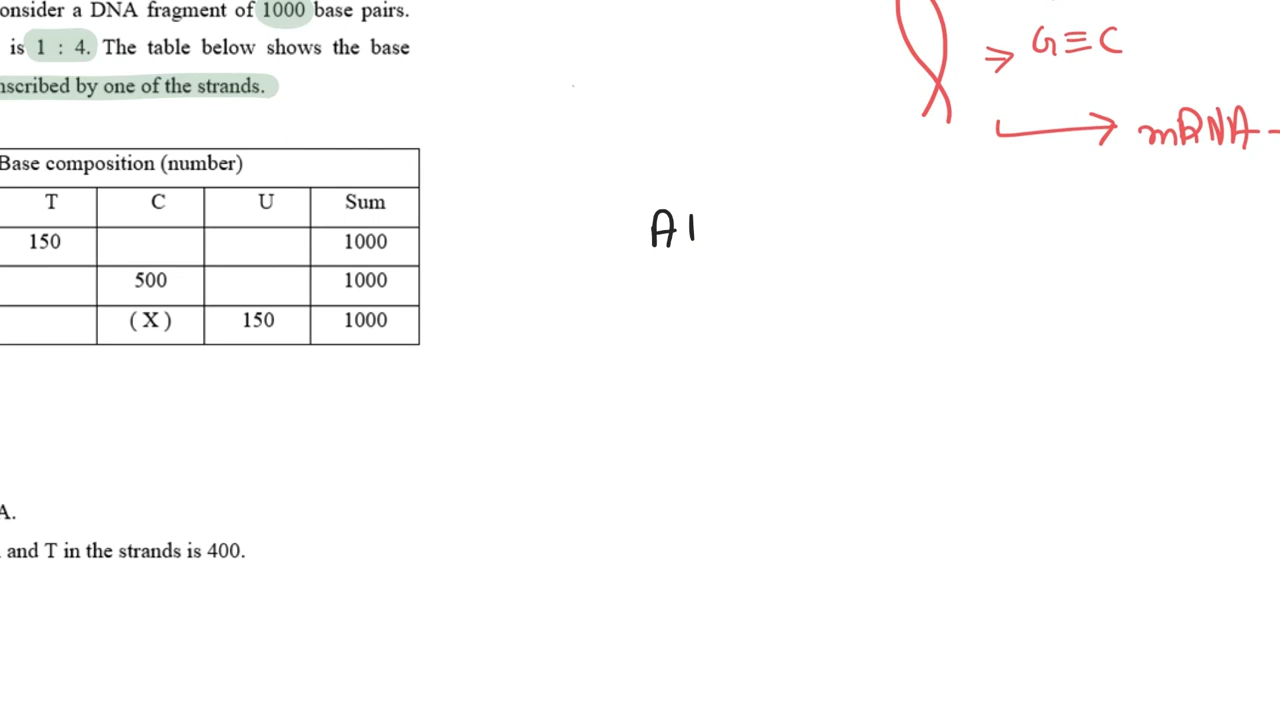 onsider a DNA fragment of 1000 base pairs.
is 1 : 4. The table below shows the base
nscribed by one of the strands.
G≡C
mRNA-
Base composition (number)
T C U Sum
150 1000
500 1000
(X) 150 1000
A I
A.
and T in the strands is 400.